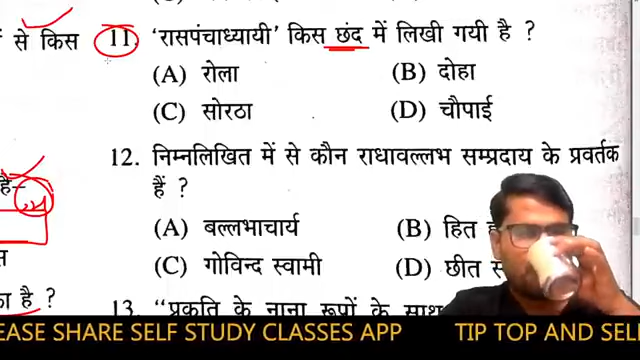 से किस
11. 'रासपंचाध्यायी' किस छंद में लिखी गयी है ?
(A) रोला (B) दोहा
(C) सोरठा (D) चौपाई
12. निम्नलिखित में से कौन राधावल्लभ सम्प्रदाय के प्रवर्तक
हैं ?
है–
(A) बल्लभाचार्य (B) हित
(C) गोविन्द स्वामी (D) छीत
है ?
13. "प्रकृति के नाना रूपों के साथ
EASE SHARE SELF STUDY CLASSES APP TIP TOP AND SEL